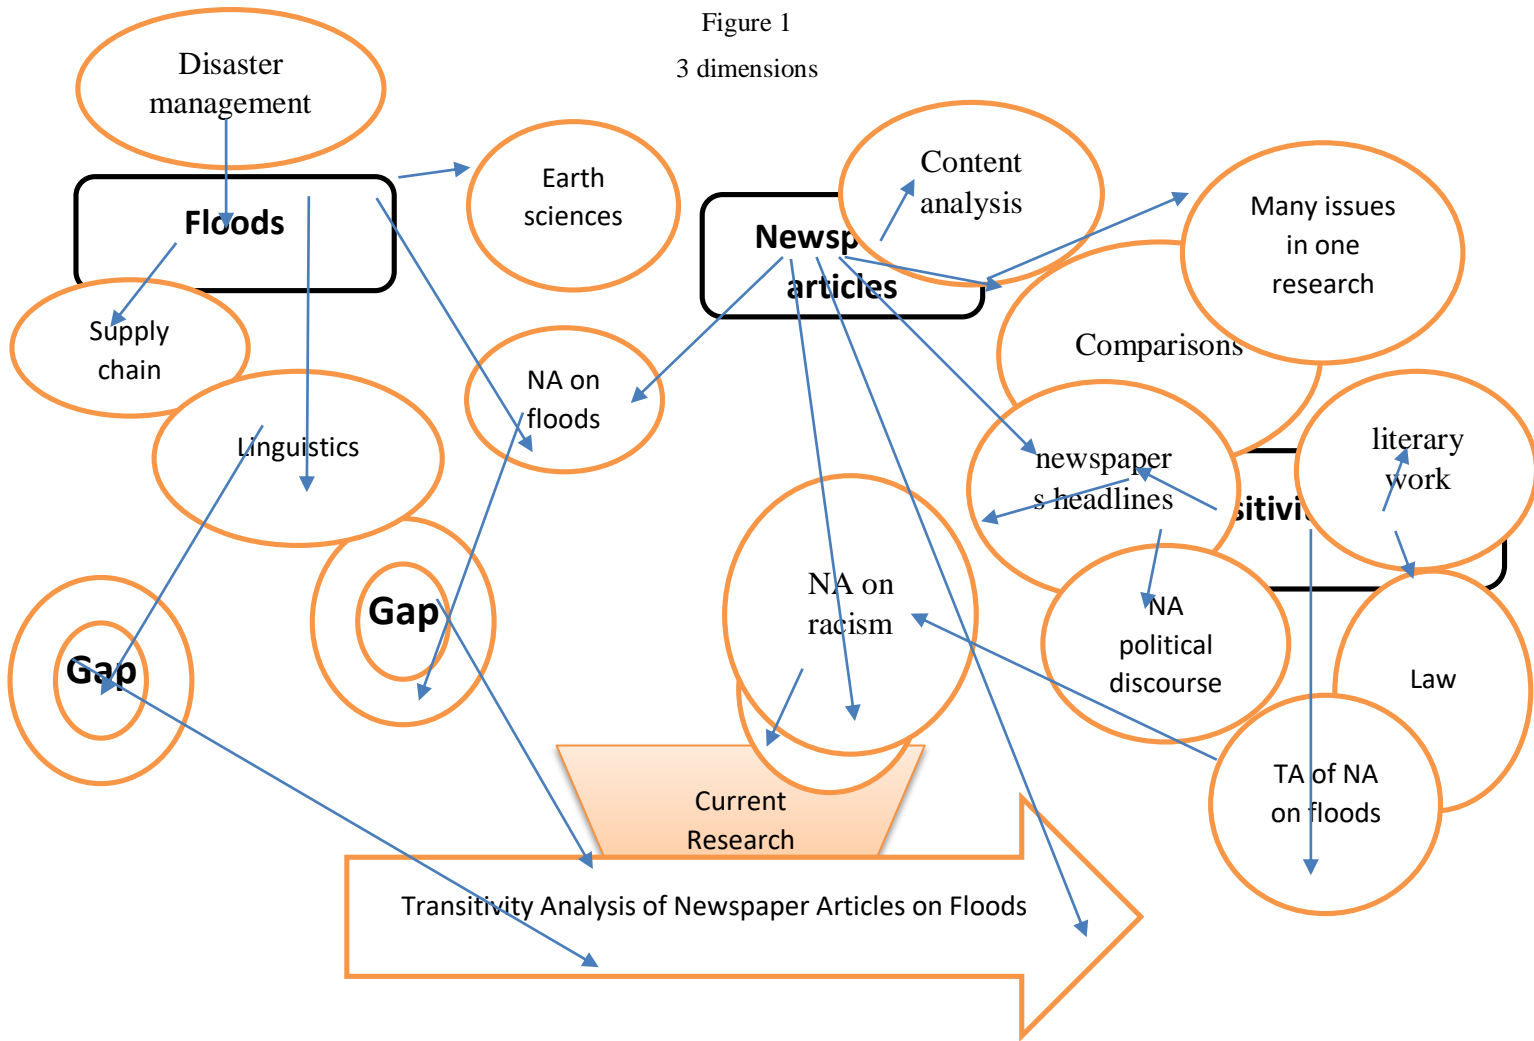 Figure 1
3 dimensions
Disaster
management
Floods
Earth
sciences
Supply
chain
Linguistics
NA on
floods
Gap
Gap
Newsp
articles
Content
analysis
Many issues
in one
research
Comparisons
newspaper
s headlines
literary
work
sitivi
NA on
racism
NA
political
discourse
Law
TA of NA
on floods
Current
Research
Transitivity Analysis of Newspaper Articles on Floods